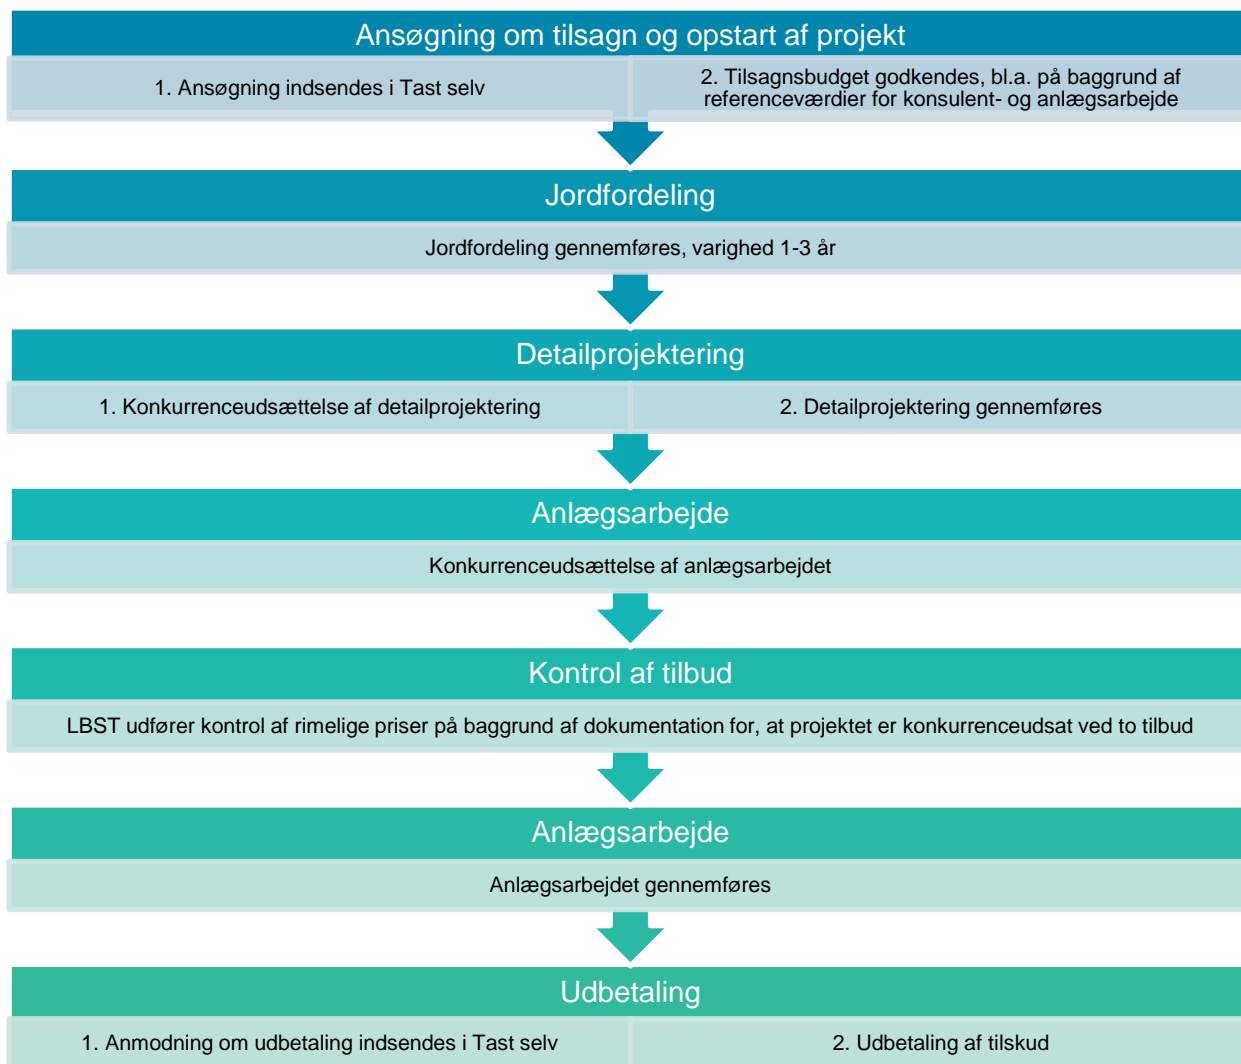 Ansøgning om tilsagn og opstart af projekt
1. Ansøgning indsendes i Tast selv
2. Tilsagnsbudget godkendes, bl.a. på baggrund af
referenceværdier for konsulent- og anlægsarbejde
Jordfordeling
Jordfordeling gennemføres, varighed 1-3 år
Detailprojektering
1. Konkurrenceudsættelse af detailprojektering
2. Detailprojektering gennemføres
Anlægsarbejde
Konkurrenceudsættelse af anlægsarbejdet
Kontrol af tilbud
LBST udfører kontrol af rimelige priser på baggrund af dokumentation for, at projektet er konkurrenceudsat ved to tilbud
Anlægsarbejde
Anlægsarbejdet gennemføres
Udbetaling
1. Anmodning om udbetaling indsendes i Tast selv
2. Udbetaling af tilskud